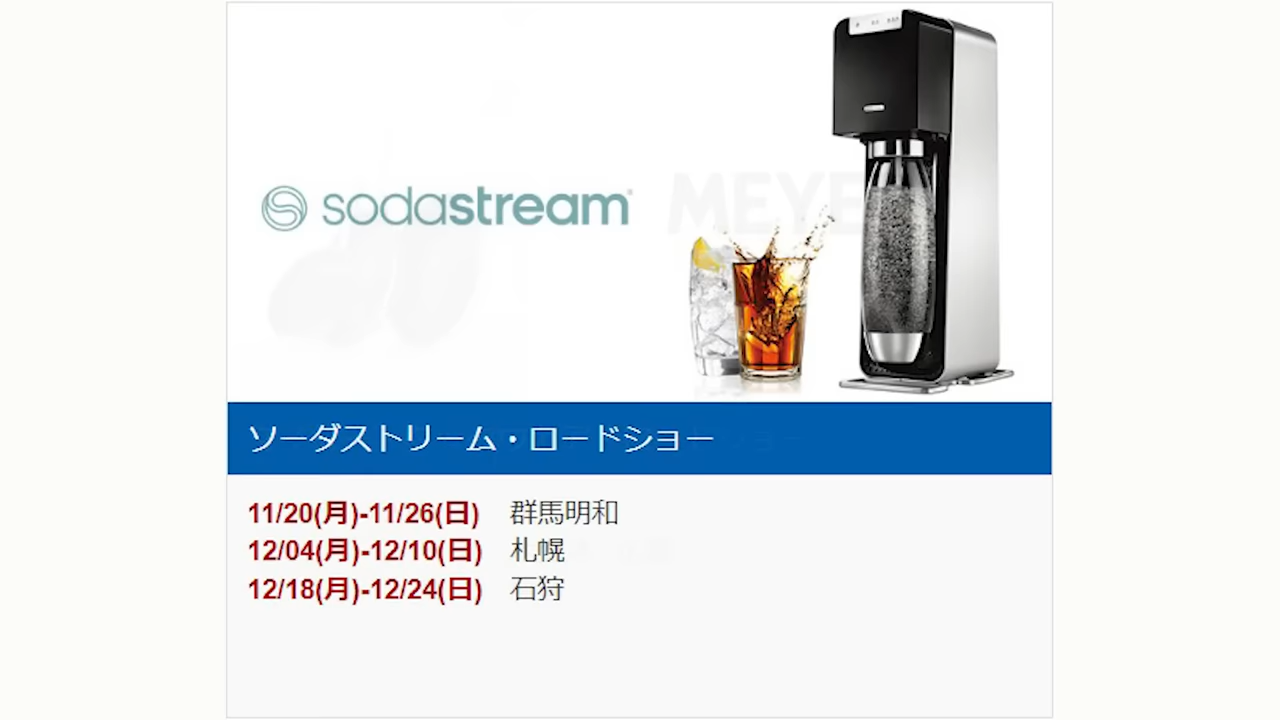 sodastream
MEYE
ソーダストリーム・ロードショー
11/20(月)-11/26(日) 群馬明和
12/04(月)-12/10(日) 札幌
12/18(月)-12/24(日) 石狩